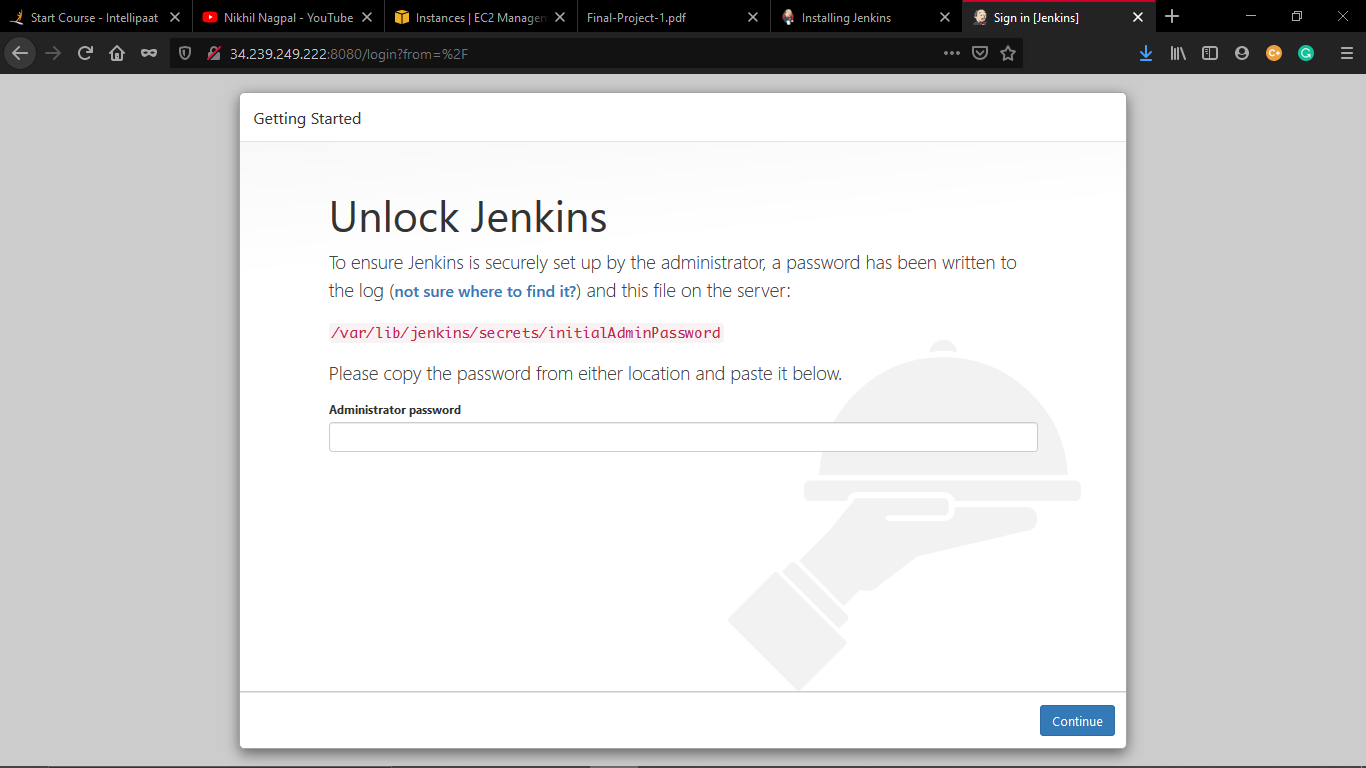 Start Course - Intellipaat
Nikhil Nagpal - YouTube
Instances | EC2 Managem
Final-Project-1.pdf
Installing Jenkins
Sign in [Jenkins]
34.239.249.222:8080/login?from=%2F
Getting Started
Unlock Jenkins
To ensure Jenkins is securely set up by the administrator, a password has been written to
the log (not sure where to find it?) and this file on the server:
/var/lib/jenkins/secrets/initialAdminPassword
Please copy the password from either location and paste it below.
Administrator password
Continue